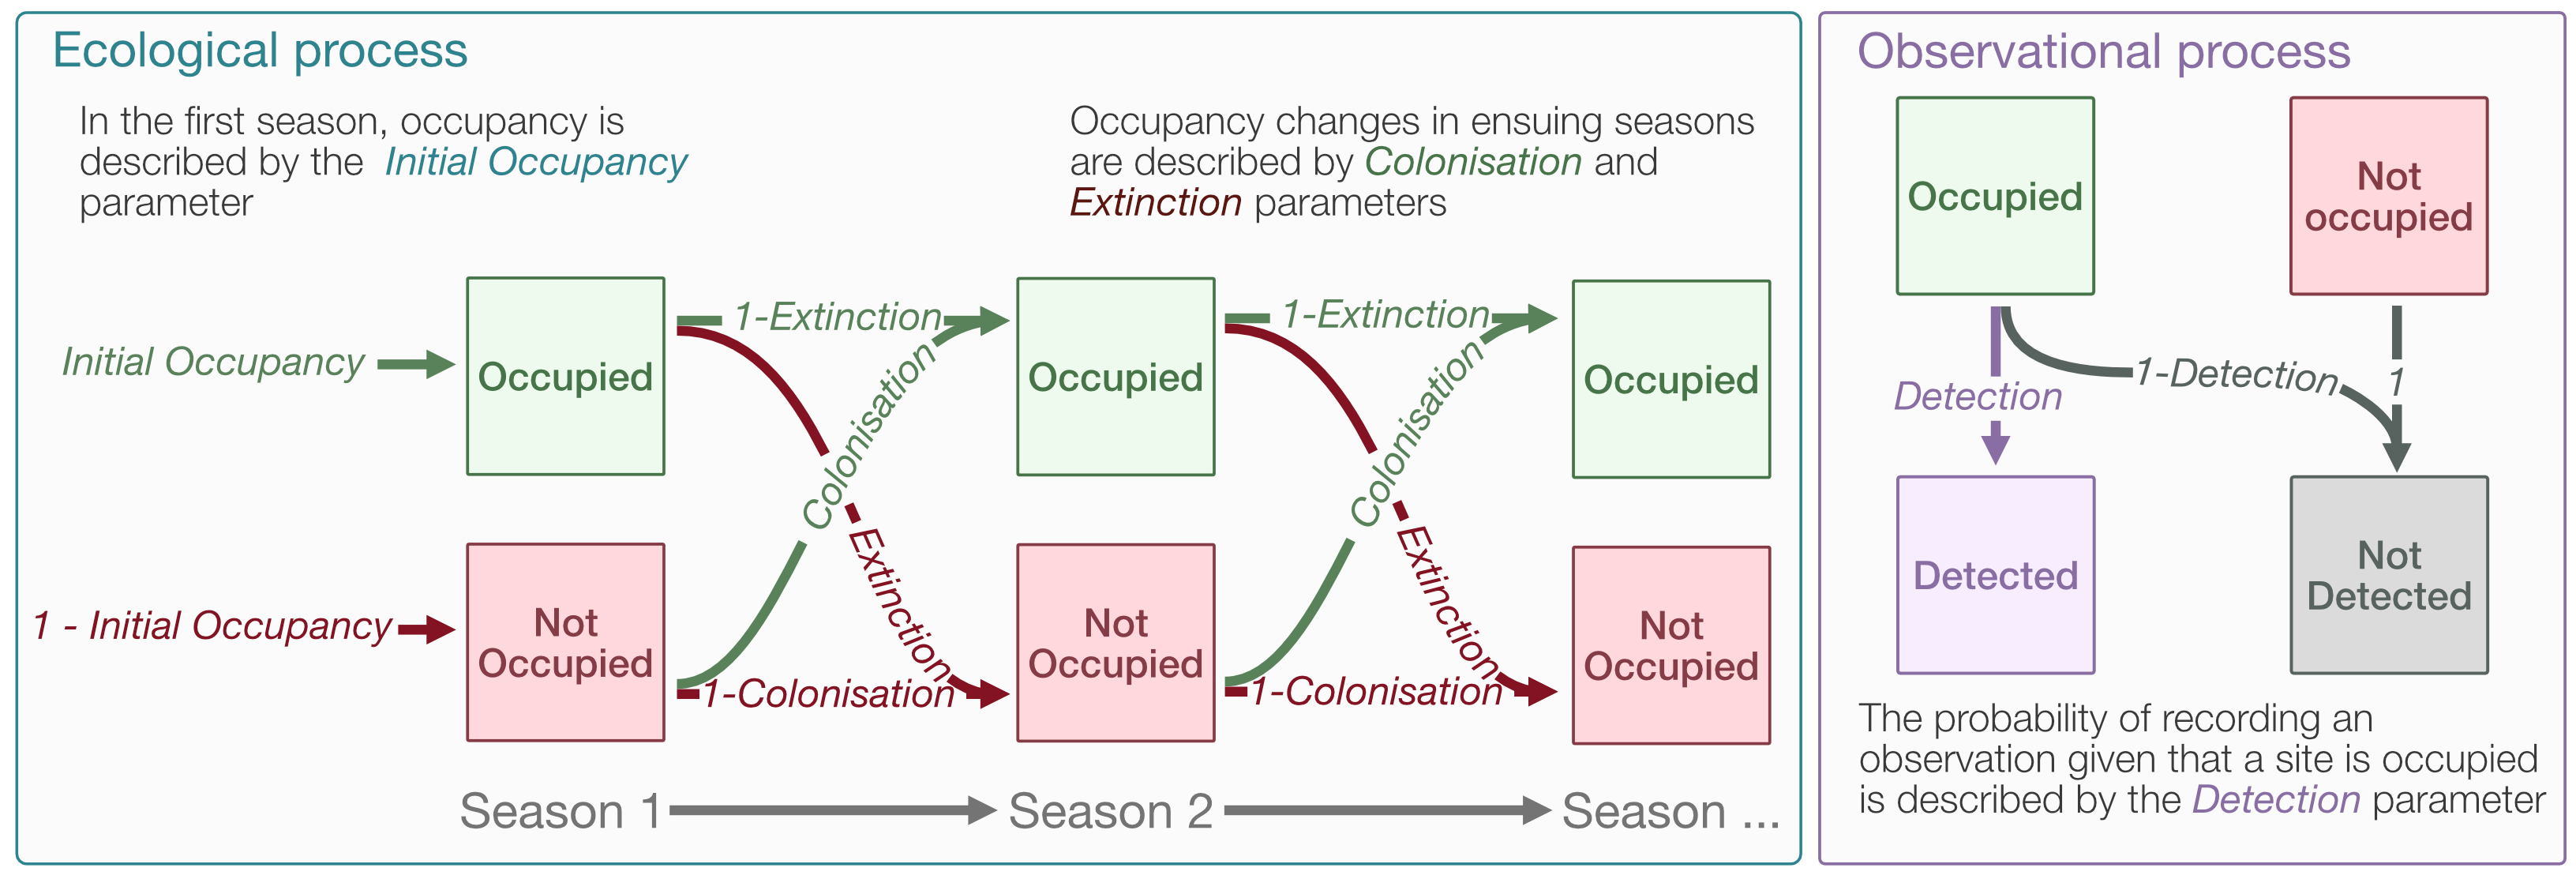 Ecological process
In the first season, occupancy is
described by the Initial Occupancy
parameter
Occupancy changes in ensuing seasons
are described by Colonisation and
Extinction parameters
Initial Occupancy
1 - Initial Occupancy
Occupied
Not
Occupied
1-Extinction
Colonisation
Extinction
1-Colonisation
Occupied
Not
Occupied
1-Extinction
Colonisation
Extinction
1-Colonisation
Occupied
Not
Occupied
Season 1
Season 2
Season ...
Observational process
Occupied
Not
occupied
Detection
1-Detection
1
Detected
Not
Detected
The probability of recording an
observation given that a site is occupied
is described by the Detection parameter